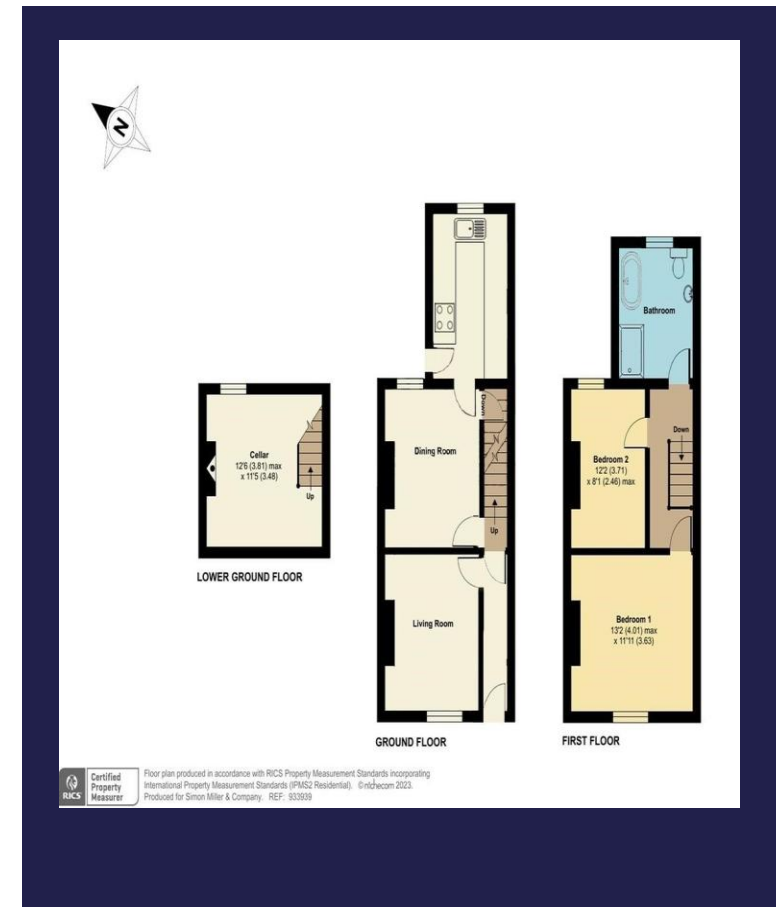 N
Bathroom
Down
Cellar
12'6 (3.81) max
x 11'5 (3.48)
Up
LOWER GROUND FLOOR
Down
Dining Room
Up
Living Room
GROUND FLOOR
Bedroom 2
12'2 (3.71)
x 8'1 (2.46) max
Bedroom 1
13'2 (4.01) max
x 11'11 (3.63)
FIRST FLOOR
RICS
Certified
Property
Measurer
Floor plan produced in accordance with RICS Property Measurement Standards incorporating
International Property Measurement Standards (IPMS2 Residential). © nichecom 2023.
Produced for Simon Miller & Company. REF: 933939